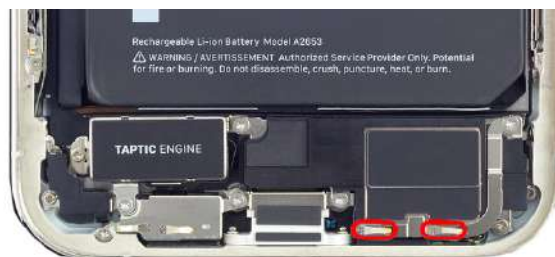 Rechargeable Li-ion Battery Model A2653
WARNING / AVERTISSEMENT Authorized Service Provider Only. Potential
for fire or burning. Do not disassemble, crush, puncture, heat, or burn.
TAPTIC ENGINE